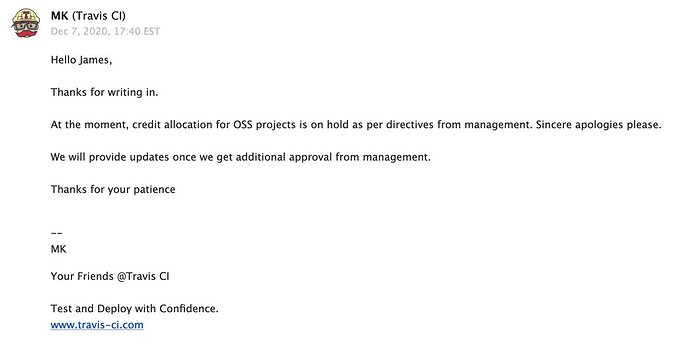 MK (Travis CI)
Dec 7, 2020, 17:40 EST
Hello James,
Thanks for writing in.
At the moment, credit allocation for OSS projects is on hold as per directives from management. Sincere apologies please.
We will provide updates once we get additional approval from management.
Thanks for your patience
--
MK
Your Friends @Travis CI
Test and Deploy with Confidence.
www.travis-ci.com